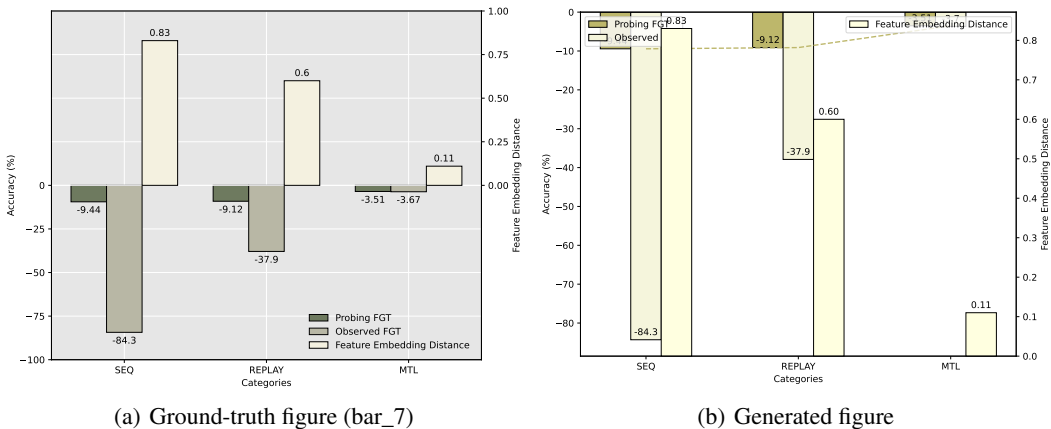 100
75
50
25
0
−25
−50
−75
−100
Accuracy (%)
0.83
-9.44
-84.3
0.6
-9.12
-37.9
0.11
-3.51
-3.67
1.00
0.75
0.50
0.25
0.00
Feature Embedding Distance
Probing FGT
Observed FGT
Feature Embedding Distance
SEQ
REPLAY
MTL
Categories
(a) Ground-truth figure (bar_7)
0
−10
−20
−30
−40
−50
−60
−70
−80
Accuracy (%)
Probing FGT
Observed
0.83
-84.3
-9.12
-37.9
0.60
0.11
Feature Embedding Distance
0.8
0.7
0.6
0.5
0.4
0.3
0.2
0.1
0.0
Feature Embedding Distance
SEQ
REPLAY
MTL
Categories
(b) Generated figure